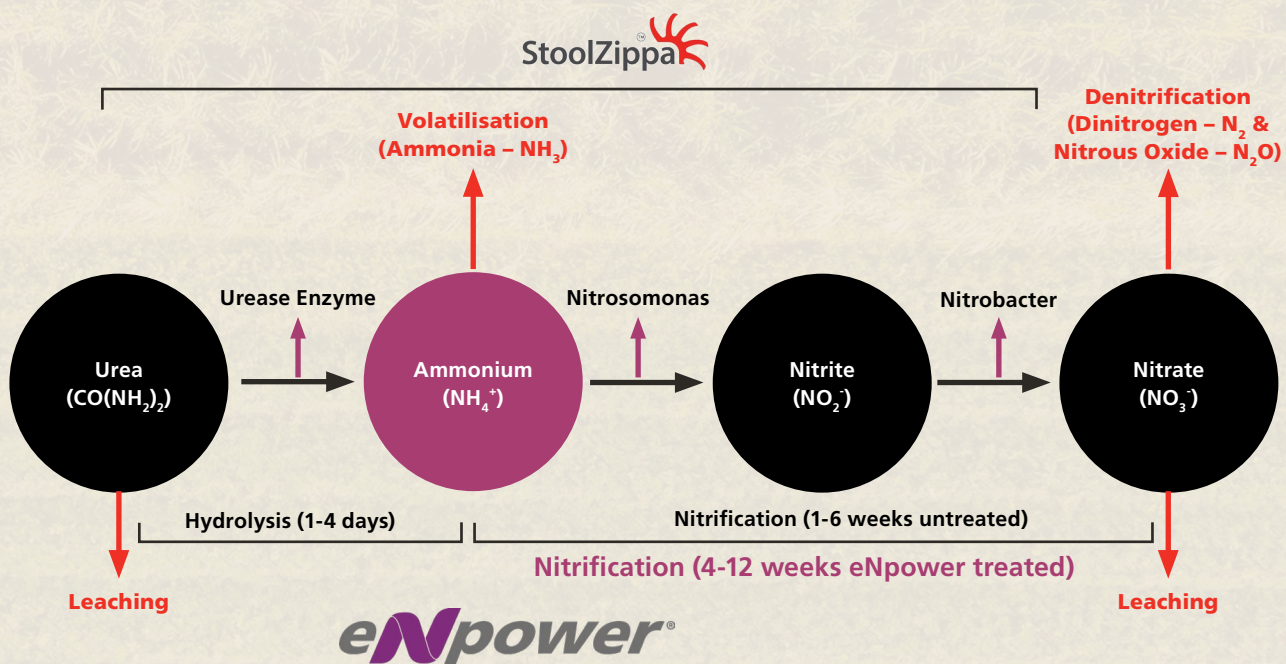 StoolZippa™
Volatilisation
(Ammonia – NH₃)
Denitrification
(Dinitrogen – N₂ &
Nitrous Oxide – N₂O)
Urease Enzyme
Nitrosomonas
Nitrobacter
Urea
(CO(NH₂)₂)
Ammonium
(NH₄⁺)
Nitrite
(NO₂⁻)
Nitrate
(NO₃⁻)
Hydrolysis (1-4 days)
Nitrification (1-6 weeks untreated)
Nitrification (4-12 weeks eNpower treated)
Leaching
Leaching
eNpower®